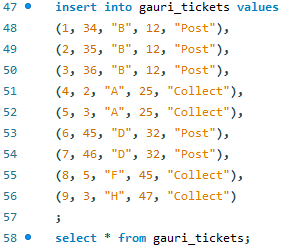 47 insert into gauri_tickets values
48 (1, 34, "B", 12, "Post"),
49 (2, 35, "B", 12, "Post"),
50 (3, 36, "B", 12, "Post"),
51 (4, 2, "A", 25, "Collect"),
52 (5, 3, "A", 25, "Collect"),
53 (6, 45, "D", 32, "Post"),
54 (7, 46, "D", 32, "Post"),
55 (8, 5, "F", 45, "Collect"),
56 (9, 3, "H", 47, "Collect")
57 ;
58 select * from gauri_tickets;